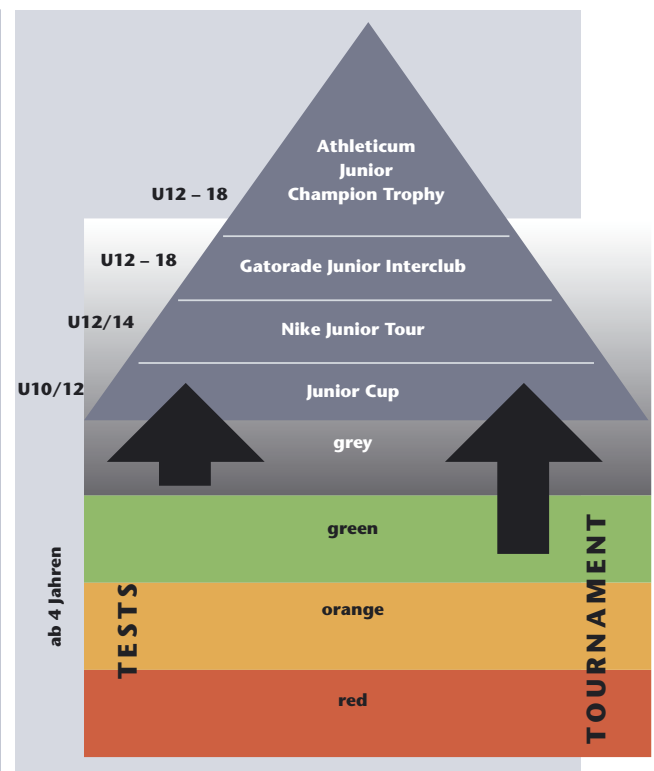 Athleticum
Junior
Champion Trophy
U12 – 18
Gatorade Junior Interclub
U12 – 18
Nike Junior Tour
U12/14
Junior Cup
U10/12
grey
green
orange
red
ab 4 Jahren
TESTS
TOURNAMENT